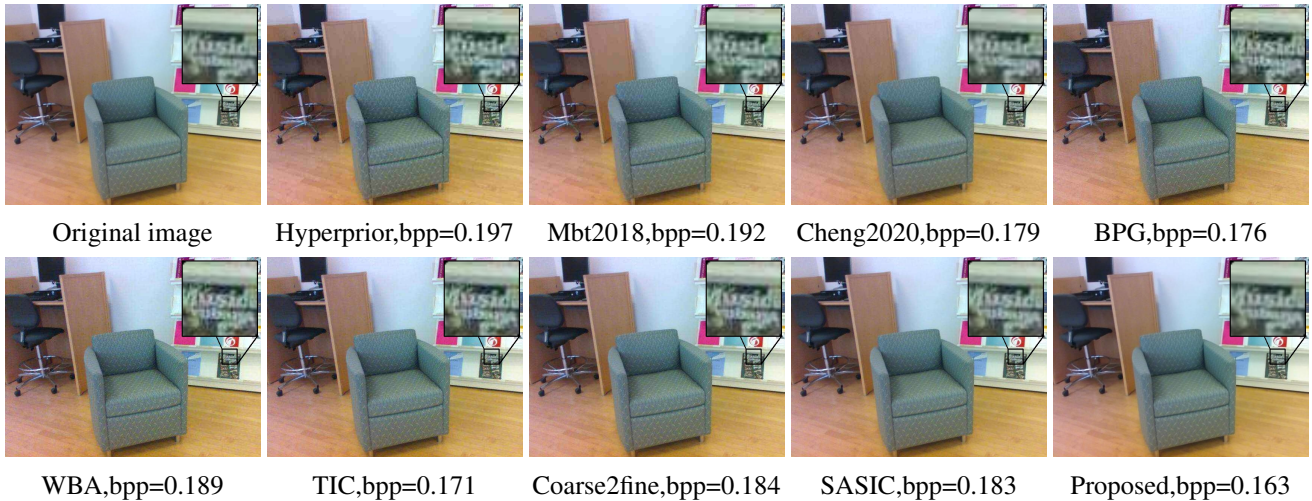 Original image
Hyperprior,bpp=0.197
Mbt2018,bpp=0.192
Cheng2020,bpp=0.179
BPG,bpp=0.176
WBA,bpp=0.189
TIC,bpp=0.171
Coarse2fine,bpp=0.184
SASIC,bpp=0.183
Proposed,bpp=0.163